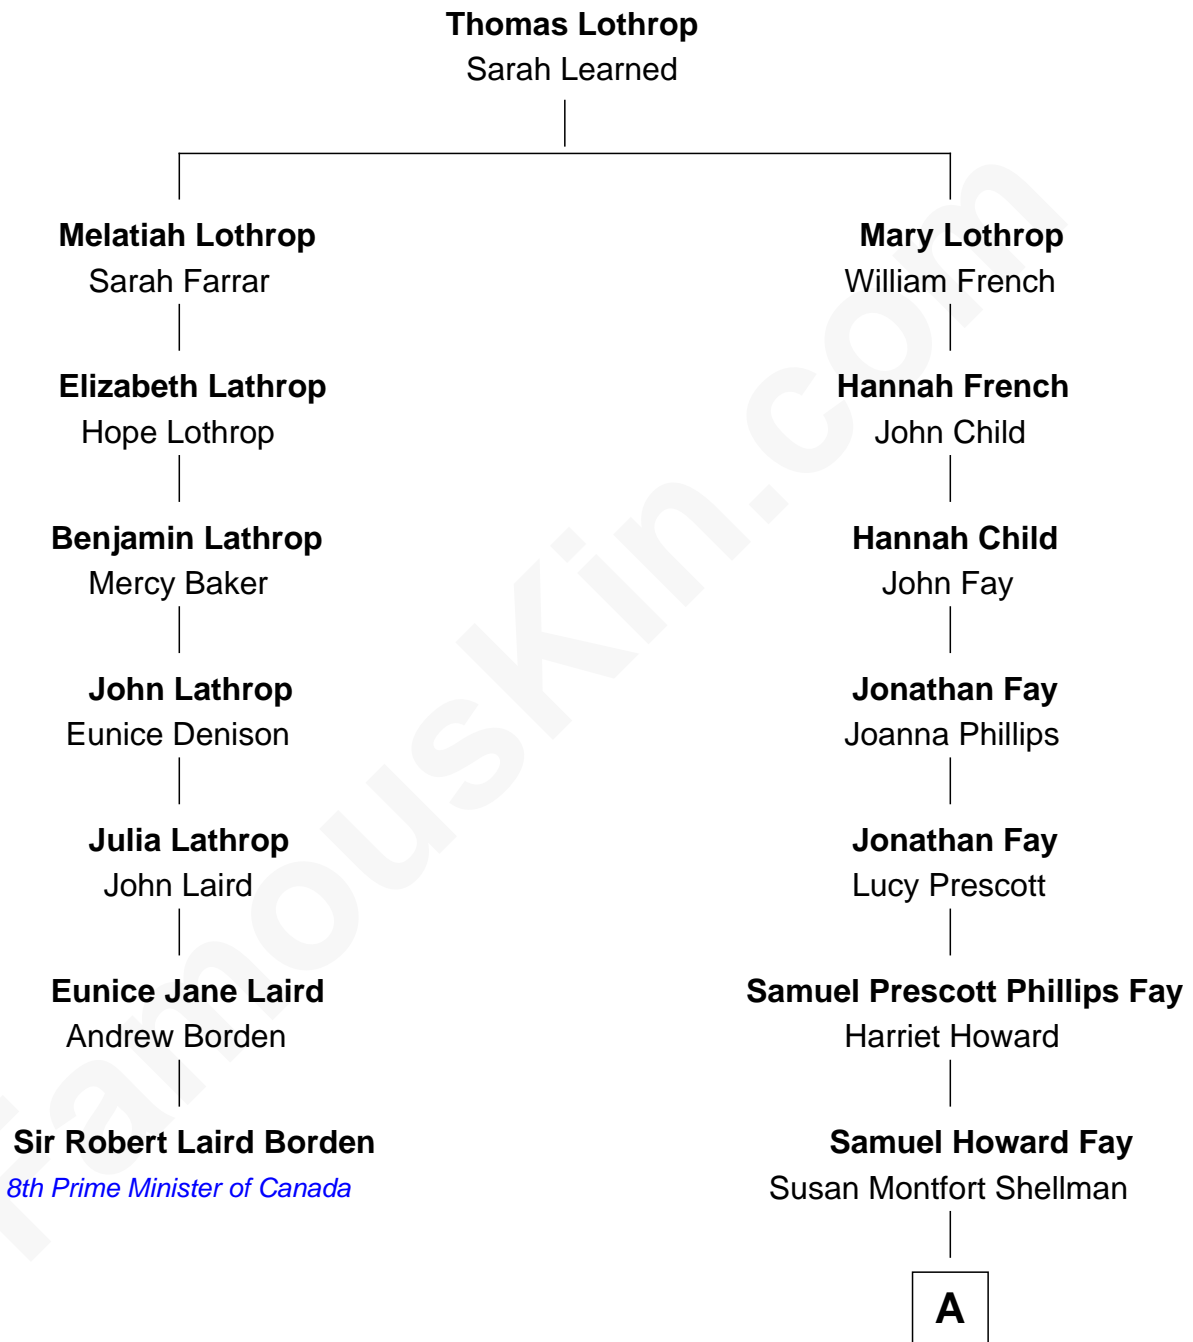 Thomas Lothrop
Sarah Learned
Melatiah Lothrop
Sarah Farrar
Elizabeth Lathrop
Hope Lothrop
Benjamin Lathrop
Mercy Baker
John Lathrop
Eunice Denison
Julia Lathrop
John Laird
Eunice Jane Laird
Andrew Borden
Sir Robert Laird Borden
8th Prime Minister of Canada
Mary Lothrop
William French
Hannah French
John Child
Hannah Child
John Fay
Jonathan Fay
Joanna Phillips
Jonathan Fay
Lucy Prescott
Samuel Prescott Phillips Fay
Harriet Howard
Samuel Howard Fay
Susan Montfort Shellman
A
FamousKin.com